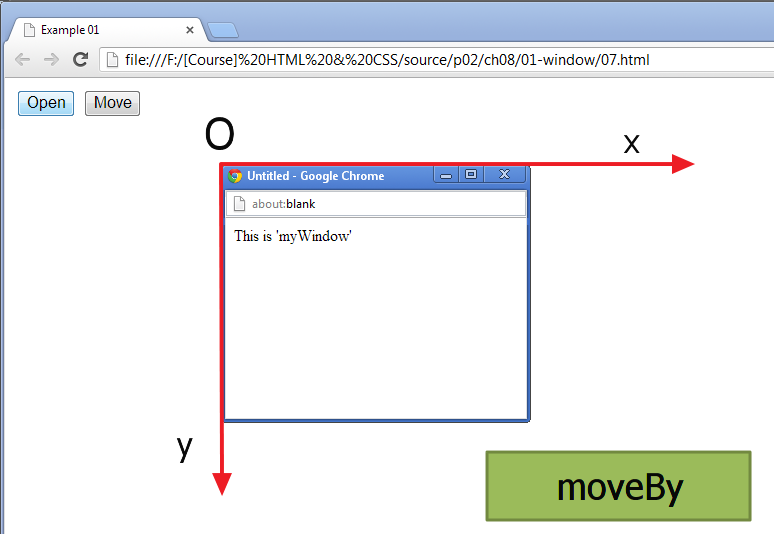 Example 01
file:///F:/[Course]%20HTML%20&%20CSS/source/p02/ch08/01-window/07.html
Open Move
O
x
Untitled - Google Chrome
about:blank
This is 'myWindow'
y
moveBy